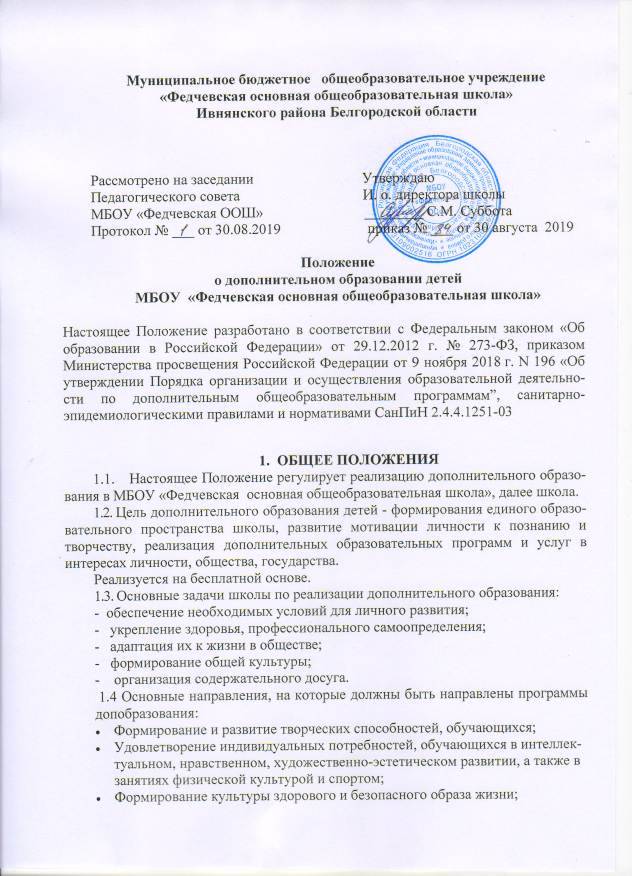 Муниципальное бюджетное общеобразовательное учреждение
«Федчевская основная общеобразовательная школа»
Ивнянского района Белгородской области
Рассмотрено на заседании
Педагогического совета
МБОУ «Федчевская ООШ»
Протокол № 1 от 30.08.2019
Утверждаю
И. о. директора школы
С.М. Суббота
приказ № от 30 августа 2019
МБОУ
Положение
о дополнительном образовании детей
МБОУ «Федчевская основная общеобразовательная школа»
Настоящее Положение разработано в соответствии с Федеральным законом «Об
образовании в Российской Федерации» от 29.12.2012 г. № 273-ФЗ, приказом
Министерства просвещения Российской Федерации от 9 ноября 2018 г. N 196 «Об
утверждении Порядка организации и осуществления образовательной деятельно-
сти по дополнительным общеобразовательным программам”, санитарно-
эпидемиологическими правилами и нормативами СанПиН 2.4.4.1251-03
1. ОБЩЕЕ ПОЛОЖЕНИЯ
1.1. Настоящее Положение регулирует реализацию дополнительного образо-
вания в МБОУ «Федчевская основная общеобразовательная школа», далее школа.
1.2. Цель дополнительного образования детей - формирования единого образо-
вательного пространства школы, развитие мотивации личности к познанию и
творчеству, реализация дополнительных образовательных программ и услуг в
интересах личности, общества, государства.
Реализуется на бесплатной основе.
1.3. Основные задачи школы по реализации дополнительного образования:
- обеспечение необходимых условий для личного развития;
- укрепление здоровья, профессионального самоопределения;
- адаптация их к жизни в обществе;
- формирование общей культуры;
- организация содержательного досуга.
1.4 Основные направления, на которые должны быть направлены программы
допобразования:
• Формирование и развитие творческих способностей, обучающихся;
• Удовлетворение индивидуальных потребностей, обучающихся в интеллек-
туальном, нравственном, художественно-эстетическом развитии, а также в
занятиях физической культурой и спортом;
• Формирование культуры здорового и безопасного образа жизни;